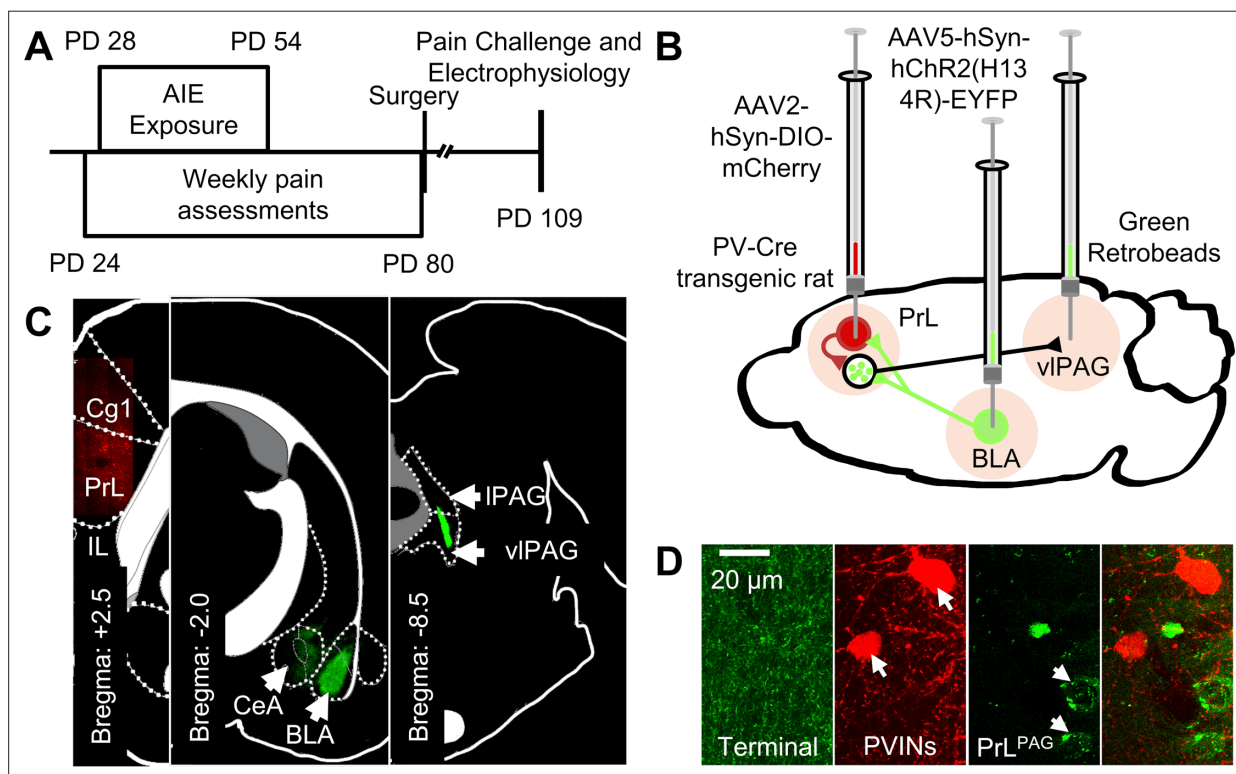 A
PD 28
PD 54
Pain Challenge and
Electrophysiology
Surgery
AIE
Exposure
Weekly pain
assessments
PD 109
PD 24
PD 80
B
AAV5-hSyn-
hChR2(H13
4R)-EYFP
AAV2-
hSyn-DIO-
mCherry
PV-Cre
transgenic rat
Green
Retrobeads
PrL
vlPAG
BLA
C
Cg1
PrL
IL
Bregma: +2.5
Bregma: -2.0
CeA
BLA
Bregma: -8.5
lPAG
vlPAG
D
20 µm
Terminal
PVINs
PrLPAG